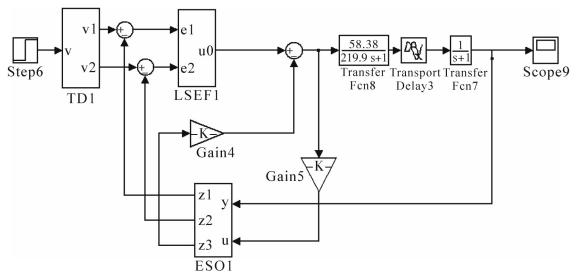 v
Step6
v1
v2
TD1
+
-
+
-
e1
e2
u0
LSEF1
+
-
58.38
219.9 s+1
Transfer
Fcn8
Transport
Delay3
1
s+1
Transfer
Fcn7
Scope9
-K-
Gain4
-K-
Gain5
z1
z2
z3
y
u
ESO1